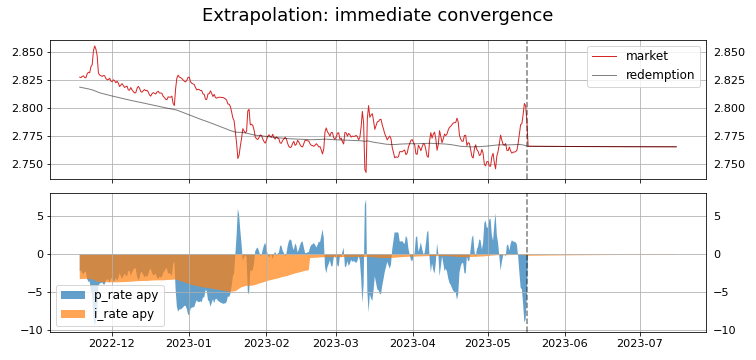 Extrapolation: immediate convergence
2.850 2.850
2.825 2.825
2.800 2.800
2.775 2.775
2.750 2.750
market
redemption
5 5
0 0
−5 −5
−10 −10
p_rate apy
i_rate apy
2022-12 2023-01 2023-02 2023-03 2023-04 2023-05 2023-06 2023-07